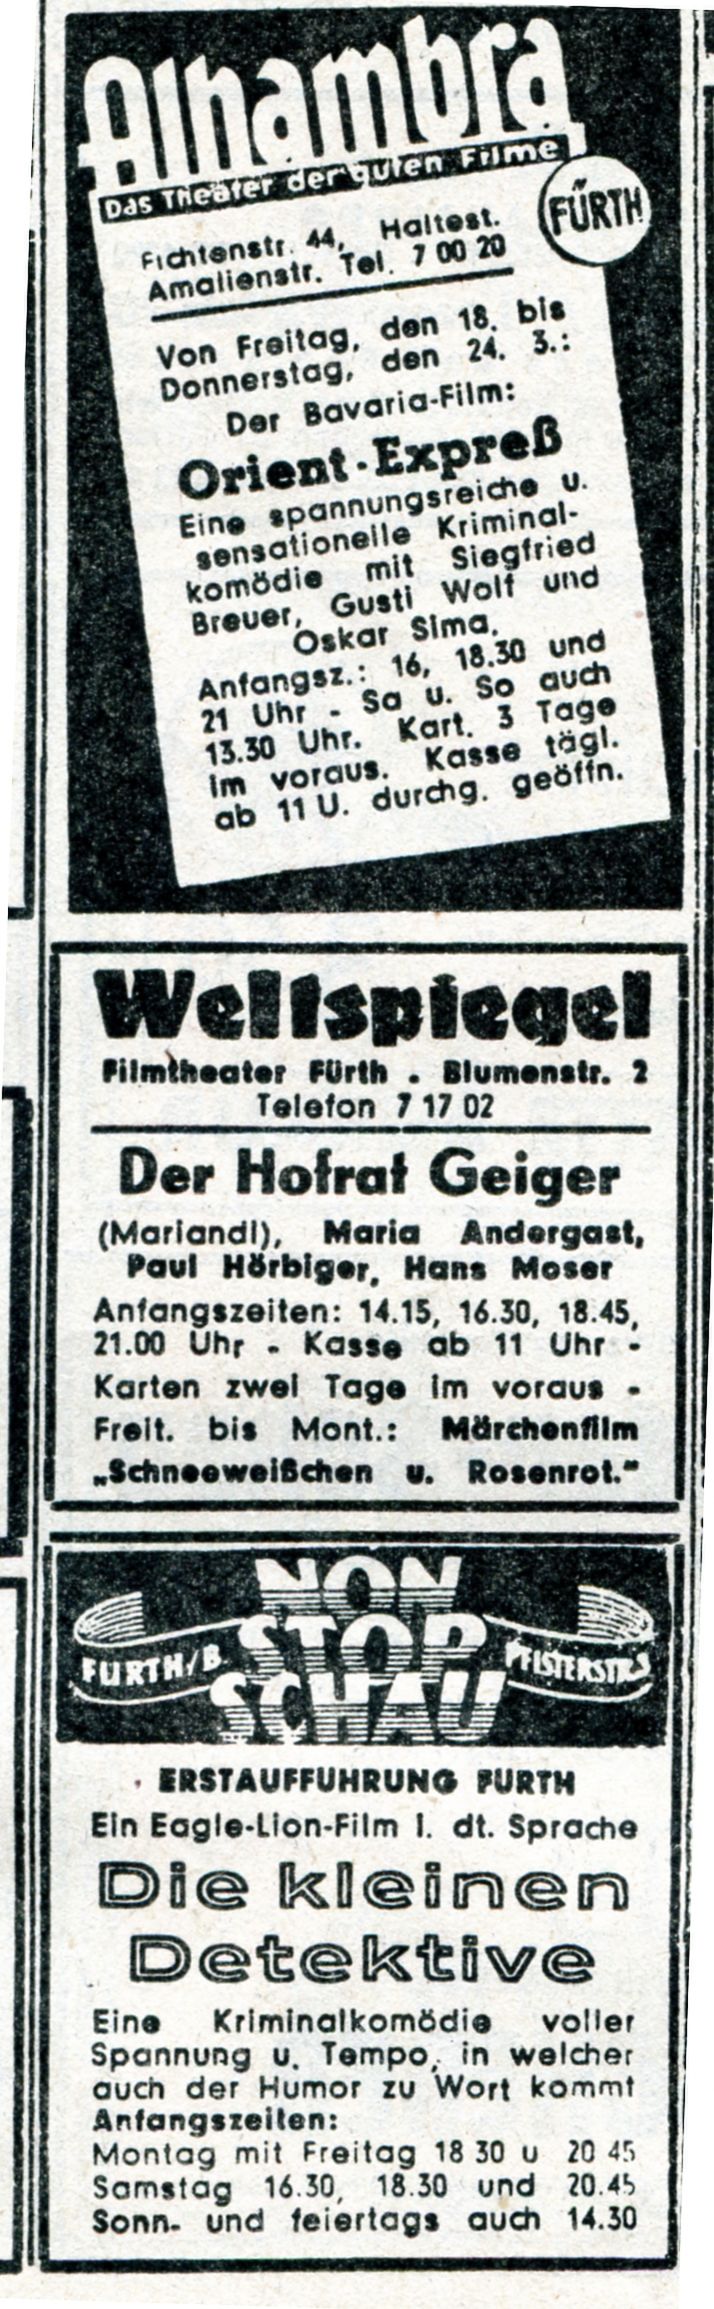 Alhambra
Das Theater der guten Filme
FÜRTH
Fichtenstr. 44, Haltest.
Amalienstr. Tel. 7 00 20
Von Freitag, den 18. bis
Donnerstag, den 24. 3.:
Der Bavaria-Film:
Orient-Expreß
Eine spannungsreiche u.
sensationelle Kriminal-
komödie mit Siegfried
Breuer, Gusti Wolf und
Oskar Sima.
Anfangsz.: 16, 18.30 und
21 Uhr - Sa u. So auch
13.30 Uhr. Kart. 3 Tage
im voraus. Kasse tägl.
ab 11 U. durchg. geöffn.
Weltspiegel
Filmtheater Fürth . Blumenstr. 2
Telefon 7 17 02
Der Hofrat Geiger
(Mariandl), Maria Andergast,
Paul Hörbiger, Hans Moser
Anfangszeiten: 14.15, 16.30, 18.45,
21.00 Uhr - Kasse ab 11 Uhr -
Karten zwei Tage im voraus -
Freit. bis Mont.: Märchenfilm
„Schneeweißchen u. Rosenrot."
NON
STOP
SCHAU
FÜRTH/B. PFISTERSTR.3
ERSTAUFFUHRUNG FURTH
Ein Eagle-Lion-Film i. dt. Sprache
Die kleinen
Detektive
Eine Kriminalkomödie voller
Spannung u. Tempo, in welcher
auch der Humor zu Wort kommt
Anfangszeiten:
Montag mit Freitag 18 30 u 20 45
Samstag 16.30, 18.30 und 20.45
Sonn- und feiertags auch 14.30